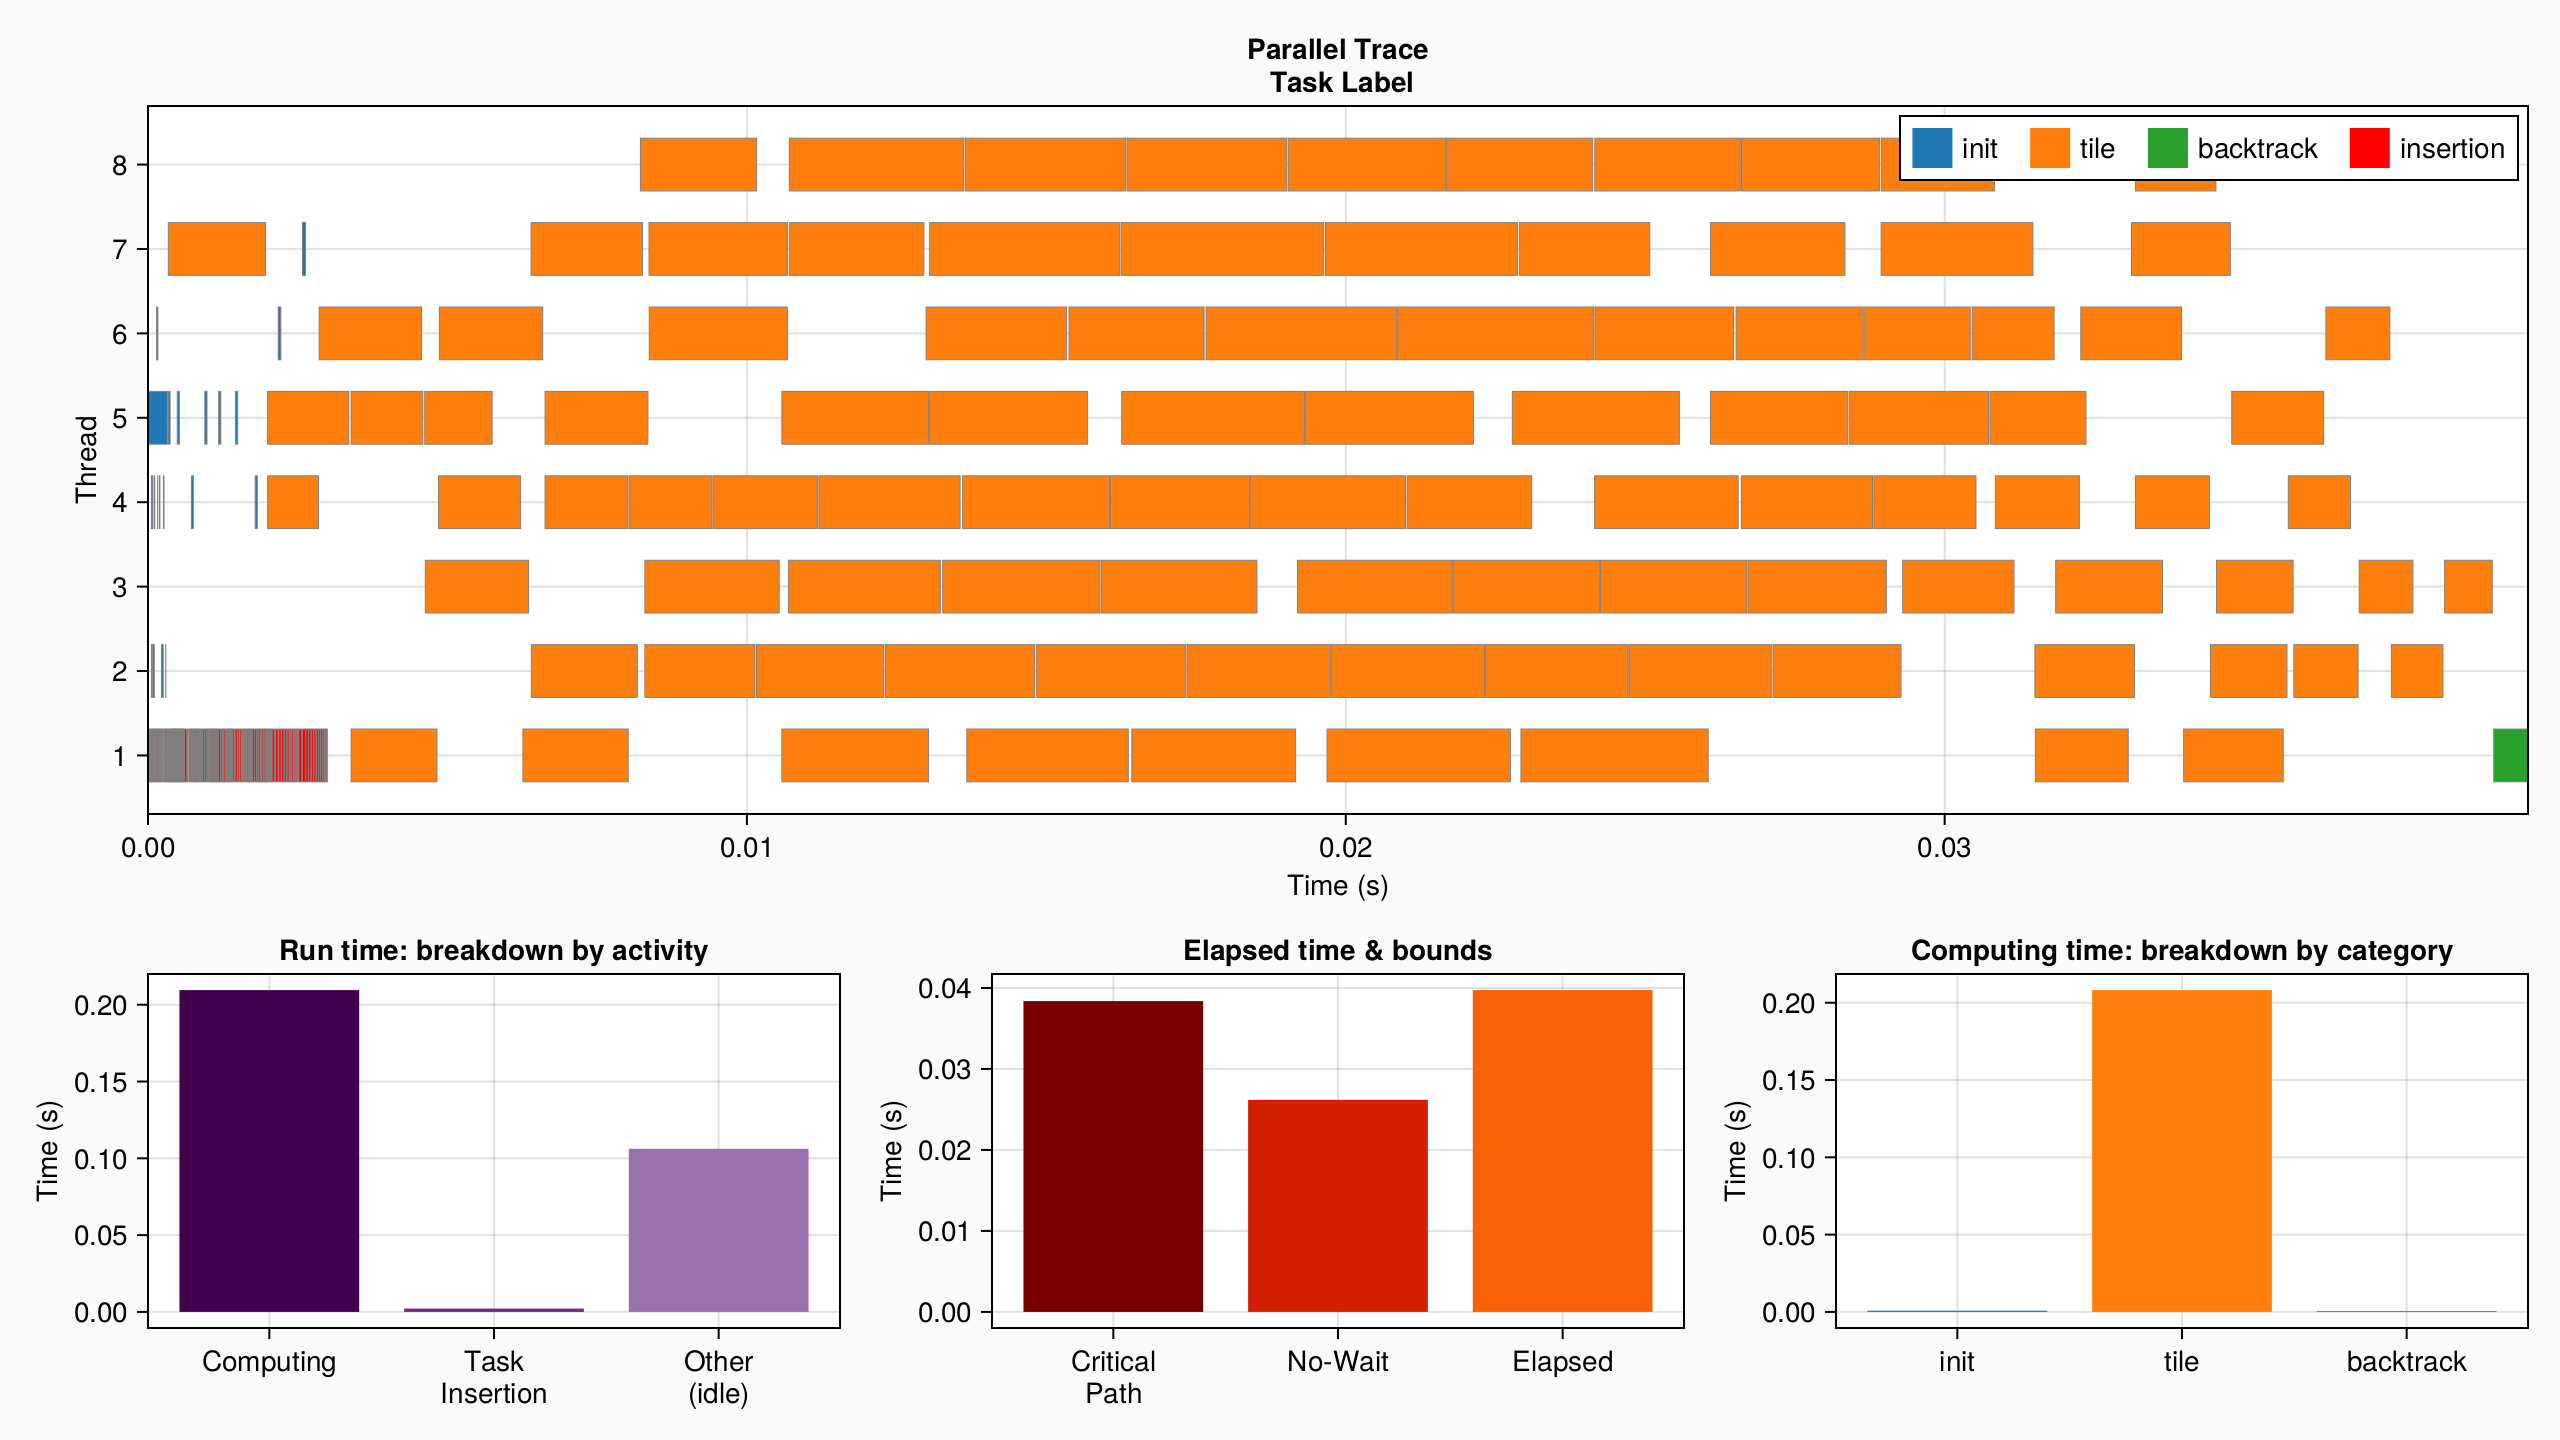 Parallel Trace
Task Label
init
tile
backtrack
insertion
Thread
8
7
6
5
4
3
2
1
0.00
0.01
0.02
0.03
Time (s)
Run time: breakdown by activity
Time (s)
0.20
0.15
0.10
0.05
0.00
Computing
Task
Insertion
Other
(idle)
Elapsed time & bounds
Time (s)
0.04
0.03
0.02
0.01
0.00
Critical
Path
No-Wait
Elapsed
Computing time: breakdown by category
Time (s)
0.20
0.15
0.10
0.05
0.00
init
tile
backtrack